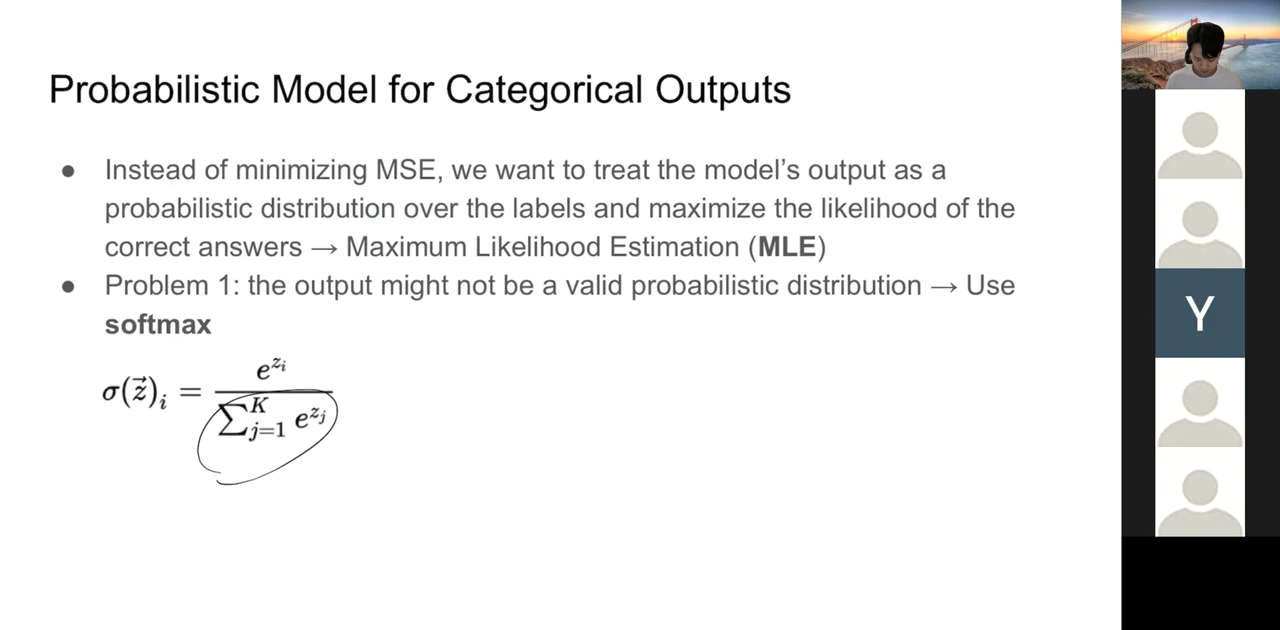 Probabilistic Model for Categorical Outputs
● Instead of minimizing MSE, we want to treat the model's output as a
probabilistic distribution over the labels and maximize the likelihood of the
correct answers → Maximum Likelihood Estimation (MLE)
● Problem 1: the output might not be a valid probabilistic distribution → Use
softmax
σ(z⃗)ᵢ = e^{z_i} / ∑_{j=1}^{K} e^{z_j}
Y